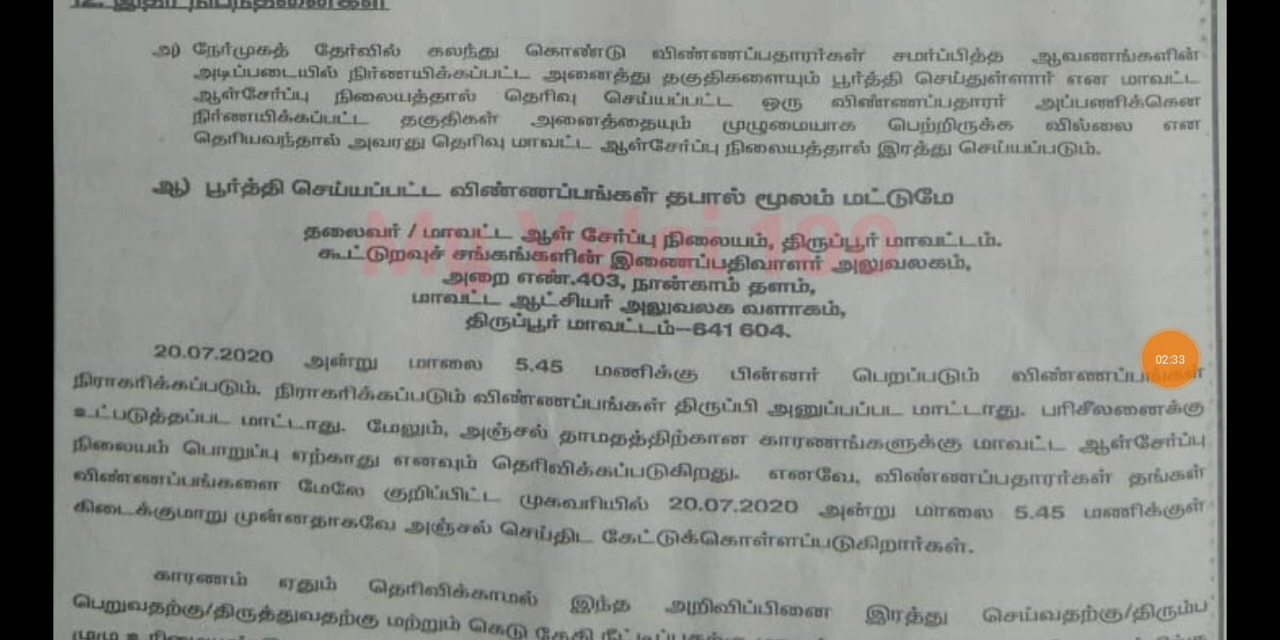 12. இதர நிபந்தனைகள்
அ) நேர்முகத் தேர்வில் கலந்து கொண்டு விண்ணப்பதாரர்கள் சமர்ப்பித்த ஆவணங்களின்
அடிப்படையில் நிர்ணயிக்கப்பட்ட அனைத்து தகுதிகளையும் பூர்த்தி செய்துள்ளார் என மாவட்ட
ஆள்சேர்ப்பு நிலையத்தால் தெரிவு செய்யப்பட்ட ஒரு விண்ணப்பதாரர் அப்பணிக்கென
நிர்ணயிக்கப்பட்ட தகுதிகள் அனைத்தையும் முழுமையாக பெற்றிருக்க வில்லை என
தெரியவந்தால் அவரது தெரிவு மாவட்ட ஆள்சேர்ப்பு நிலையத்தால் இரத்து செய்யப்படும்.
ஆ) பூர்த்தி செய்யப்பட்ட விண்ணப்பங்கள் தபால் மூலம் மட்டுமே
தலைவர் / மாவட்ட ஆள் சேர்ப்பு நிலையம், திருப்பூர் மாவட்டம்.
கூட்டுறவுச் சங்கங்களின் இணைப்பதிவாளர் அலுவலகம்,
அறை எண்.403, நான்காம் தளம்,
மாவட்ட ஆட்சியர் அலுவலக வளாகம்,
திருப்பூர் மாவட்டம்-641 604.
20.07.2020 அன்று மாலை 5.45 மணிக்கு பின்னர் பெறப்படும் விண்ணப்பங்கள்
02:33
நிராகரிக்கப்படும். நிராகரிக்கப்படும் விண்ணப்பங்கள் திருப்பி அனுப்பப்பட மாட்டாது. பரிசீலனைக்கு
உட்படுத்தப்பட மாட்டாது. மேலும், அஞ்சல் தாமதத்திற்கான காரணங்களுக்கு மாவட்ட ஆள்சேர்ப்பு
நிலையம் பொறுப்பு ஏற்காது எனவும் தெரிவிக்கப்படுகிறது. எனவே, விண்ணப்பதாரர்கள் தங்கள்
விண்ணப்பங்களை மேலே குறிப்பிட்ட முகவரியில் 20.07.2020 அன்று மாலை 5.45 மணிக்குள்
கிடைக்குமாறு முன்னதாகவே அஞ்சல் செய்திட கேட்டுக்கொள்ளப்படுகிறார்கள்.
காரணம் ஏதும் தெரிவிக்காமல் இந்த அறிவிப்பினை இரத்து செய்வதற்கு/திரும்ப
பெறுவதற்கு/திருத்துவதற்கு மற்றும் கெடு தேதி நீட்டிப்பதற்கு